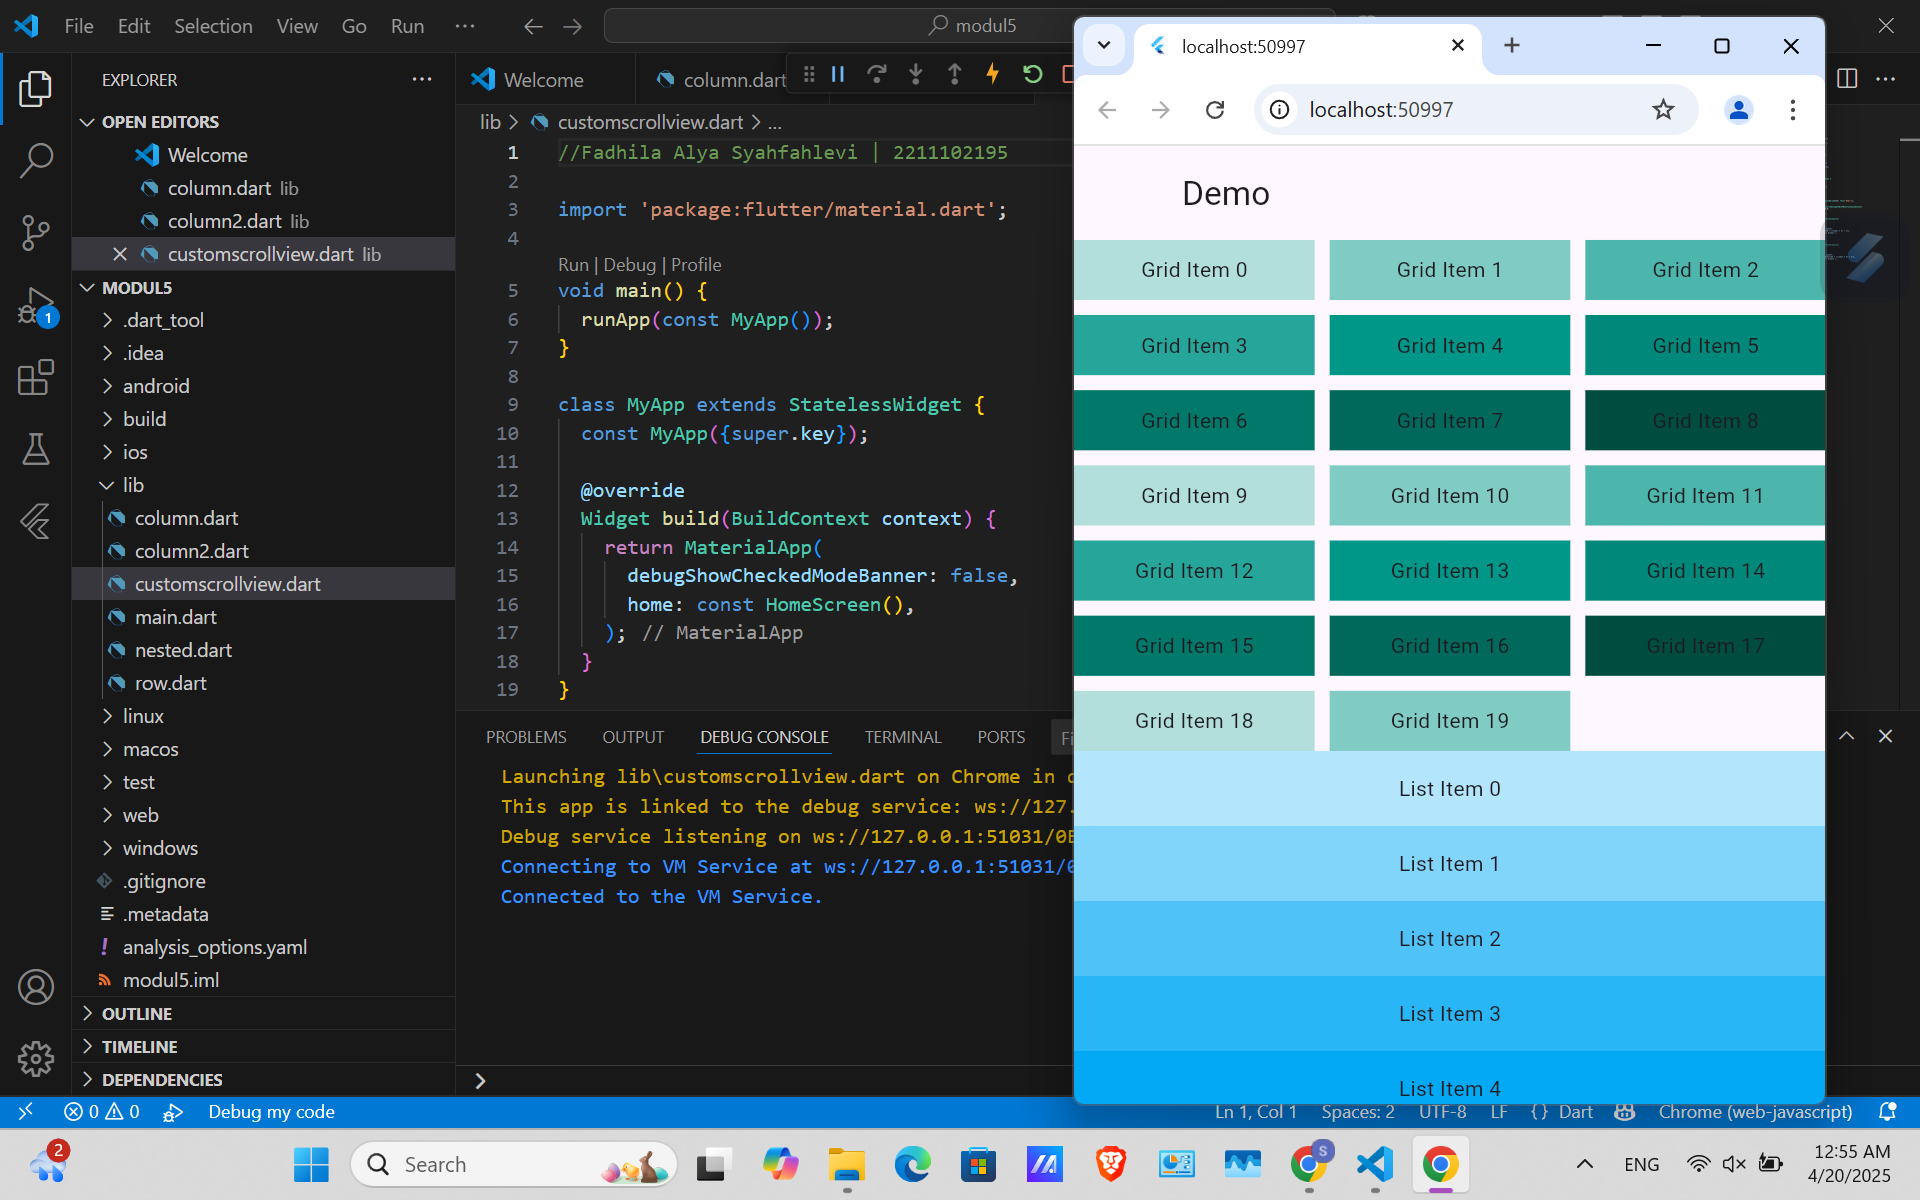 File Edit Selection View Go Run ···
modul5
EXPLORER
OPEN EDITORS
Welcome
column.dart lib
column2.dart lib
customscrollview.dart lib
MODUL5
.dart_tool
.idea
android
build
ios
lib
column.dart
column2.dart
customscrollview.dart
main.dart
nested.dart
row.dart
linux
macos
test
web
windows
.gitignore
.metadata
analysis_options.yaml
modul5.iml
OUTLINE
TIMELINE
DEPENDENCIES
1
Welcome
column.dart
lib > customscrollview.dart > ...
1 //Fadhila Alya Syahfahlevi | 2211102195
2
3 import 'package:flutter/material.dart';
4
Run | Debug | Profile
5 void main() {
6 runApp(const MyApp());
7 }
8
9 class MyApp extends StatelessWidget {
10 const MyApp({super.key});
11
12 @override
13 Widget build(BuildContext context) {
14 return MaterialApp(
15 debugShowCheckedModeBanner: false,
16 home: const HomeScreen(),
17 ); // MaterialApp
18 }
19 }
PROBLEMS OUTPUT DEBUG CONSOLE TERMINAL PORTS
Launching lib\customscrollview.dart on Chrome in
This app is linked to the debug service: ws://127.
Debug service listening on ws://127.0.0.1:51031/0
Connecting to VM Service at ws://127.0.0.1:51031/
Connected to the VM Service.
localhost:50997
localhost:50997
Demo
Grid Item 0 Grid Item 1 Grid Item 2
Grid Item 3 Grid Item 4 Grid Item 5
Grid Item 6 Grid Item 7 Grid Item 8
Grid Item 9 Grid Item 10 Grid Item 11
Grid Item 12 Grid Item 13 Grid Item 14
Grid Item 15 Grid Item 16 Grid Item 17
Grid Item 18 Grid Item 19
List Item 0
List Item 1
List Item 2
List Item 3
List Item 4
0 0 Debug my code
Ln 1, Col 1 Spaces: 2 UTF-8 LF {} Dart Chrome (web-javascript)
2
Search
S
ENG
12:55 AM
4/20/2025